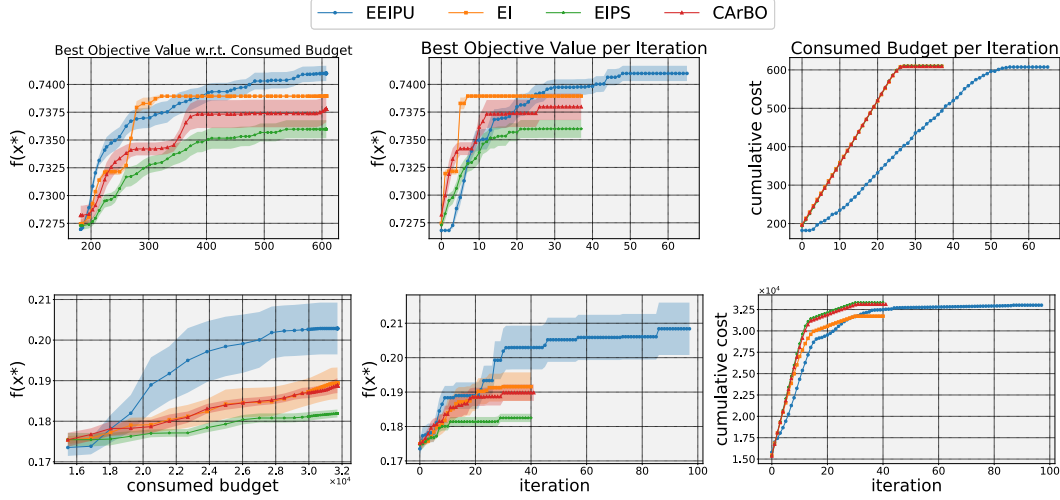 EEIPU EI EIPS CArBO
Best Objective Value w.r.t. Consumed Budget
f(x*)
0.7400
0.7375
0.7350
0.7325
0.7300
0.7275
200 300 400 500 600
Best Objective Value per Iteration
f(x*)
0.7400
0.7375
0.7350
0.7325
0.7300
0.7275
0 10 20 30 40 50 60
Consumed Budget per Iteration
cumulative cost
600
500
400
300
200
0 10 20 30 40 50 60
f(x*)
0.21
0.20
0.19
0.18
0.17
1.6 1.8 2.0 2.2 2.4 2.6 2.8 3.0 3.2
×10⁴
consumed budget
f(x*)
0.21
0.20
0.19
0.18
0.17
0 20 40 60 80 100
iteration
×10⁴
cumulative cost
3.25
3.00
2.75
2.50
2.25
2.00
1.75
1.50
0 20 40 60 80 100
iteration